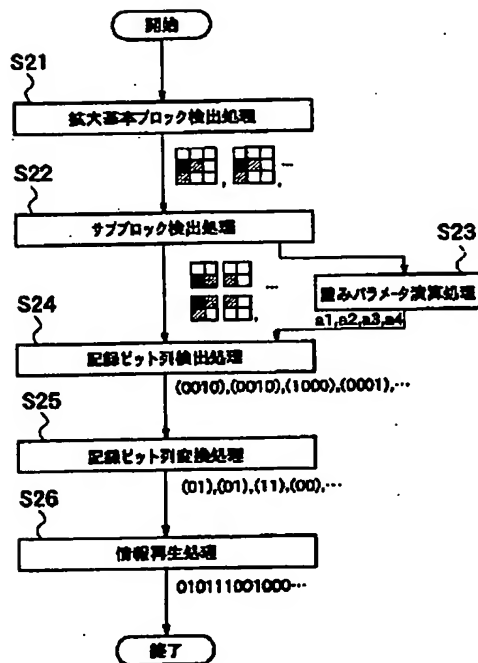 開始
S21
拡大基本ブロック検出処理
S22
サブブロック検出処理
S23
重みパラメータ演算処理
a1,a2,a3,a4
S24
記録ビット列検出処理
(0010),(0010),(1000),(0001),…
S25
記録ビット列変換処理
(01),(01),(11),(00),…
S26
情報再生処理
010111001000…
終了